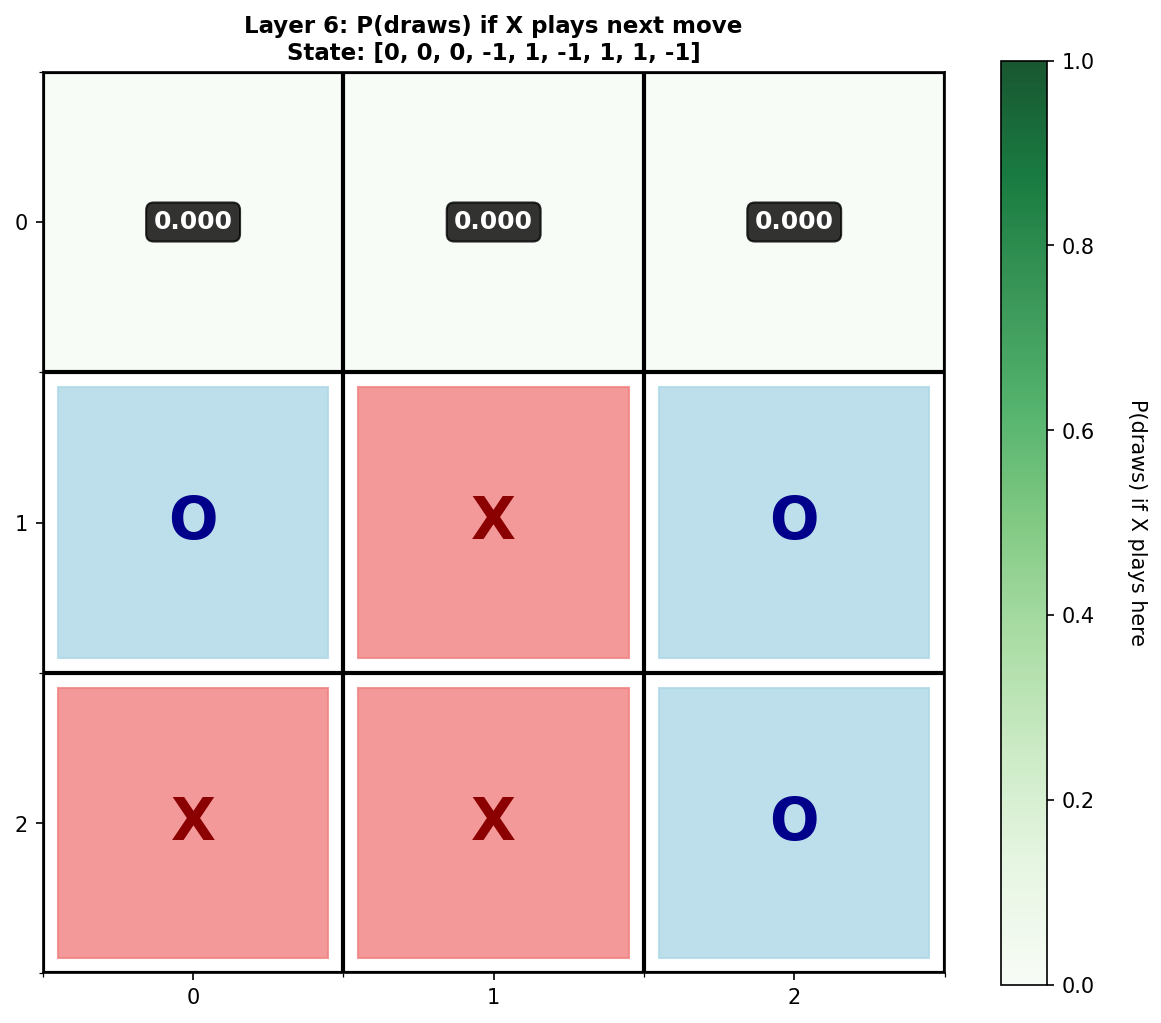 Layer 6: P(draws) if X plays next move
State: [0, 0, 0, -1, 1, -1, 1, 1, -1]
0
0.000 0.000 0.000
1
O X O
2
X X O
0 1 2
1.0
0.8
0.6
0.4
0.2
0.0
P(draws) if X plays here